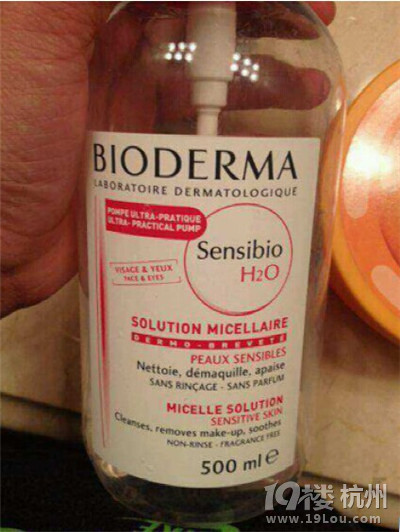 BIODERMA
LABORATOIRE DERMATOLOGIQUE
POMPE ULTRA-PRATIQUE
ULTRA-PRACTICAL PUMP
Sensibio
H2O
VISAGE & YEUX
FACE & EYES
SOLUTION MICELLAIRE
DERMO-BREVETÉ
PEAUX SENSIBLES
Nettoie, démaquille, apaise
SANS RINÇAGE - SANS PARFUM
MICELLE SOLUTION
SENSITIVE SKIN
Cleanses, removes make-up, soothes
NON-RINSE - FRAGRANCE FREE
500 ml e
19楼 杭州
www.19Lou.com